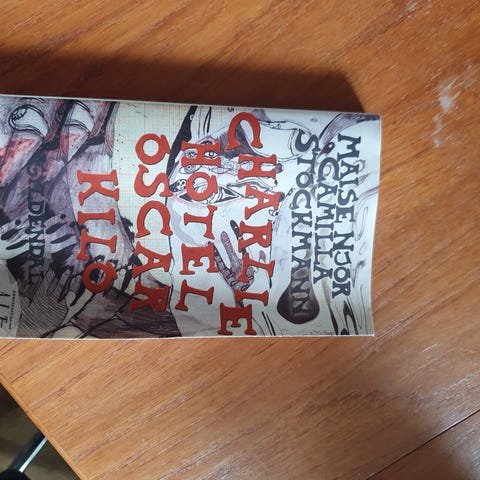 MAISE NJOR
& CAMILLA
STOCKMANN
CHARLIE
HOTEL
OSCAR
KILO
GYLDENDAL